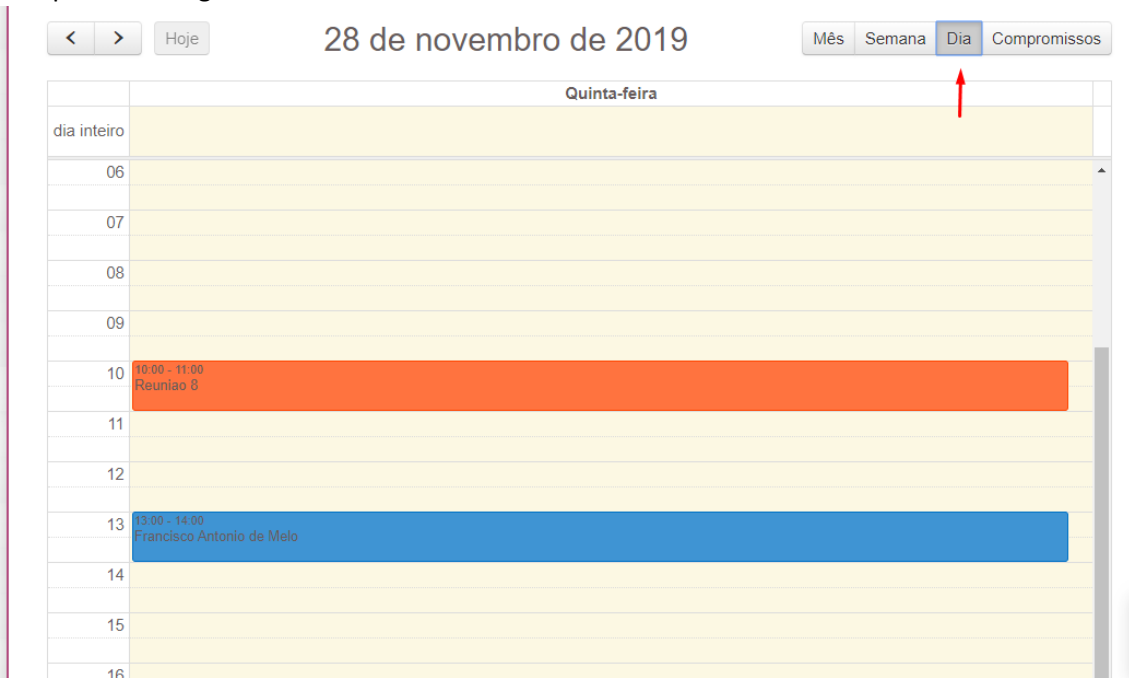 Hoje
28 de novembro de 2019
Mês Semana Dia Compromissos
Quinta-feira
dia inteiro
06
07
08
09
10
10:00 - 11:00
Reuniao 8
11
12
13
13:00 - 14:00
Francisco Antonio de Melo
14
15
16